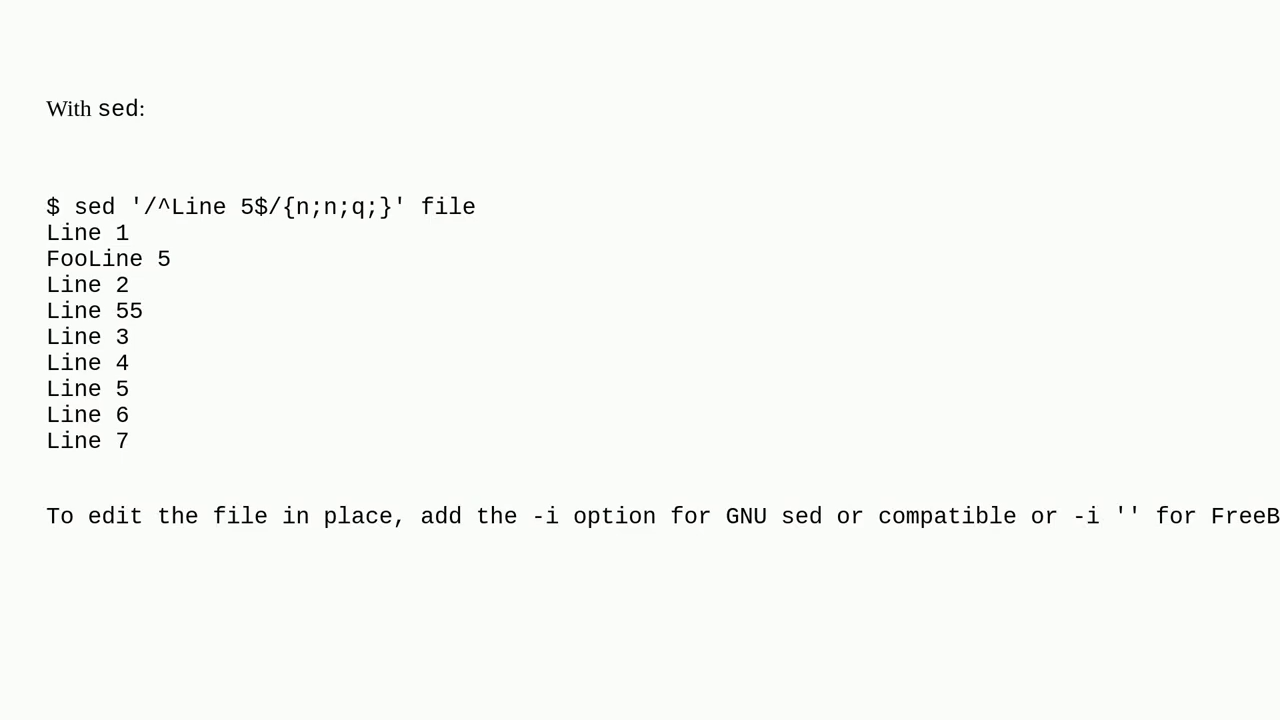 With sed:
$ sed '/^Line 5$/{n;n;q;}' file
Line 1
FooLine 5
Line 2
Line 55
Line 3
Line 4
Line 5
Line 6
Line 7
To edit the file in place, add the -i option for GNU sed or compatible or -i '' for FreeB